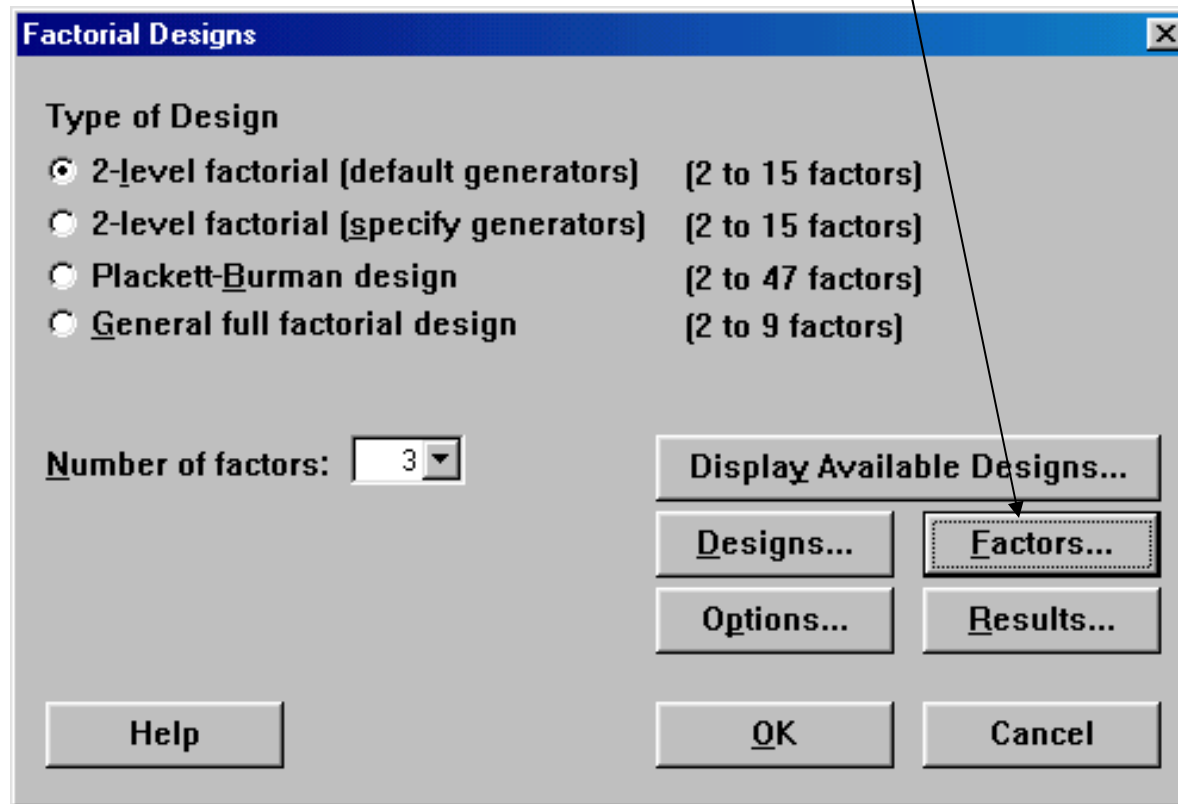 Factorial Designs
Type of Design
2-level factorial (default generators) (2 to 15 factors)
2-level factorial (specify generators) (2 to 15 factors)
Plackett-Burman design (2 to 47 factors)
General full factorial design (2 to 9 factors)
Number of factors: 3
Display Available Designs...
Designs... Factors...
Options... Results...
Help OK Cancel